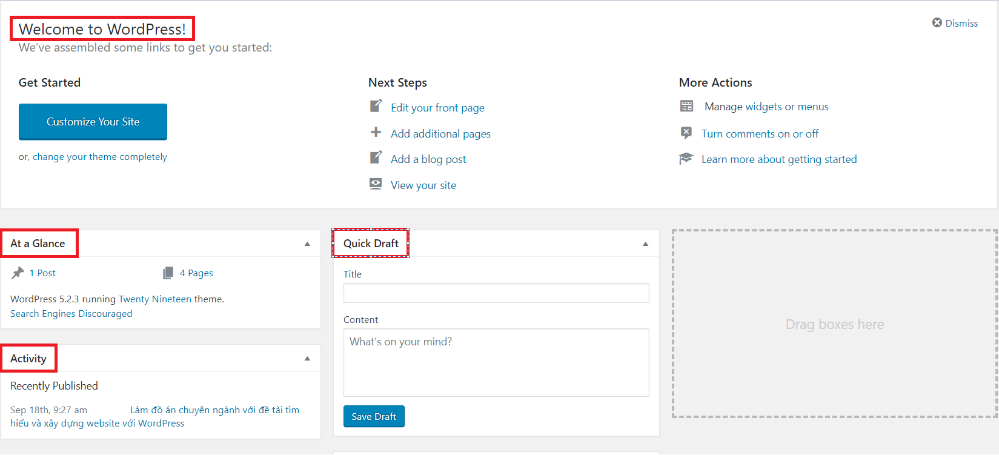 Welcome to WordPress!
Dismiss
We've assembled some links to get you started:
Get Started
Customize Your Site
or, change your theme completely
Next Steps
Edit your front page
Add additional pages
Add a blog post
View your site
More Actions
Manage widgets or menus
Turn comments on or off
Learn more about getting started
At a Glance
1 Post
4 Pages
WordPress 5.2.3 running Twenty Nineteen theme.
Search Engines Discouraged
Activity
Recently Published
Sep 18th, 9:27 am Làm đồ án chuyên ngành với đề tài tìm
hiểu và xây dựng website với WordPress
Quick Draft
Title
Content
What's on your mind?
Save Draft
Drag boxes here